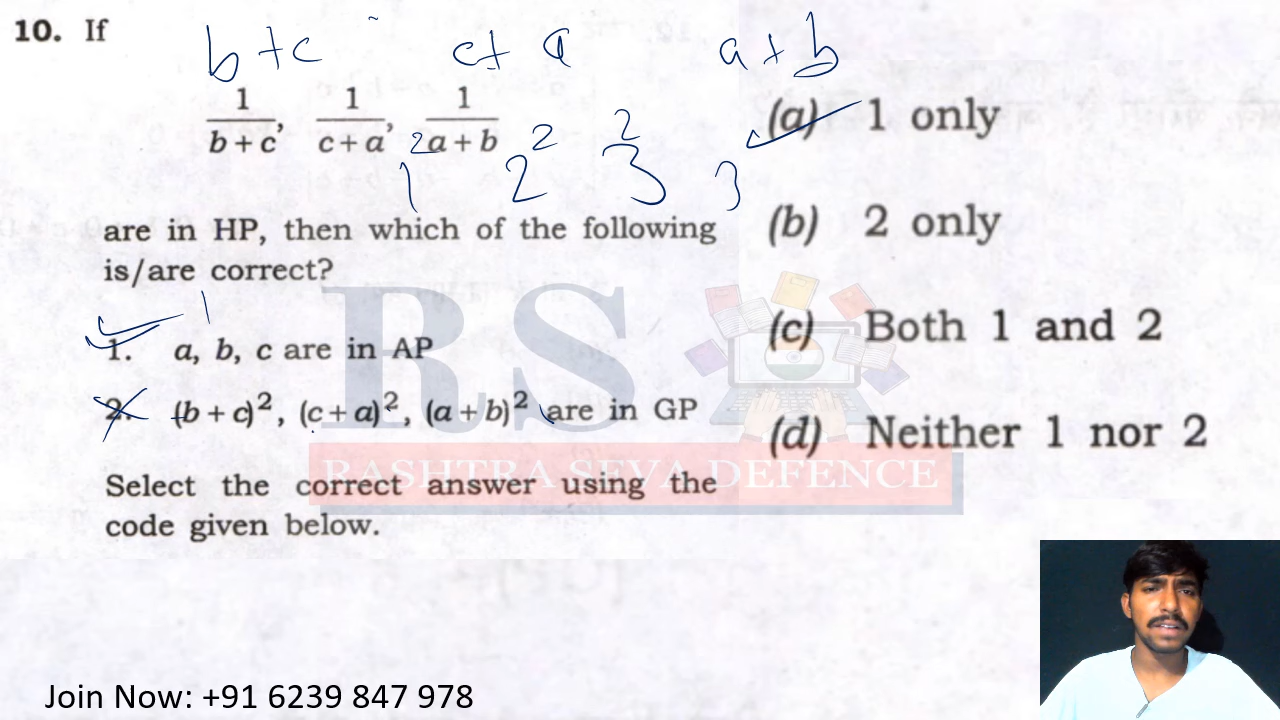 10. If
b + c   c + a   a + b
1/(b + c), 1/(c + a), 1/(a + b)
2 2 2
1 2 3 3
are in HP, then which of the following
is/are correct?
1
1. a, b, c are in AP
2. (b + c)², (c + a)², (a + b)² are in GP
Select the correct answer using the
code given below.
(a) 1 only
(b) 2 only
(c) Both 1 and 2
(d) Neither 1 nor 2
RS
RASHTRA SEVA DEFENCE
Join Now: +91 6239 847 978